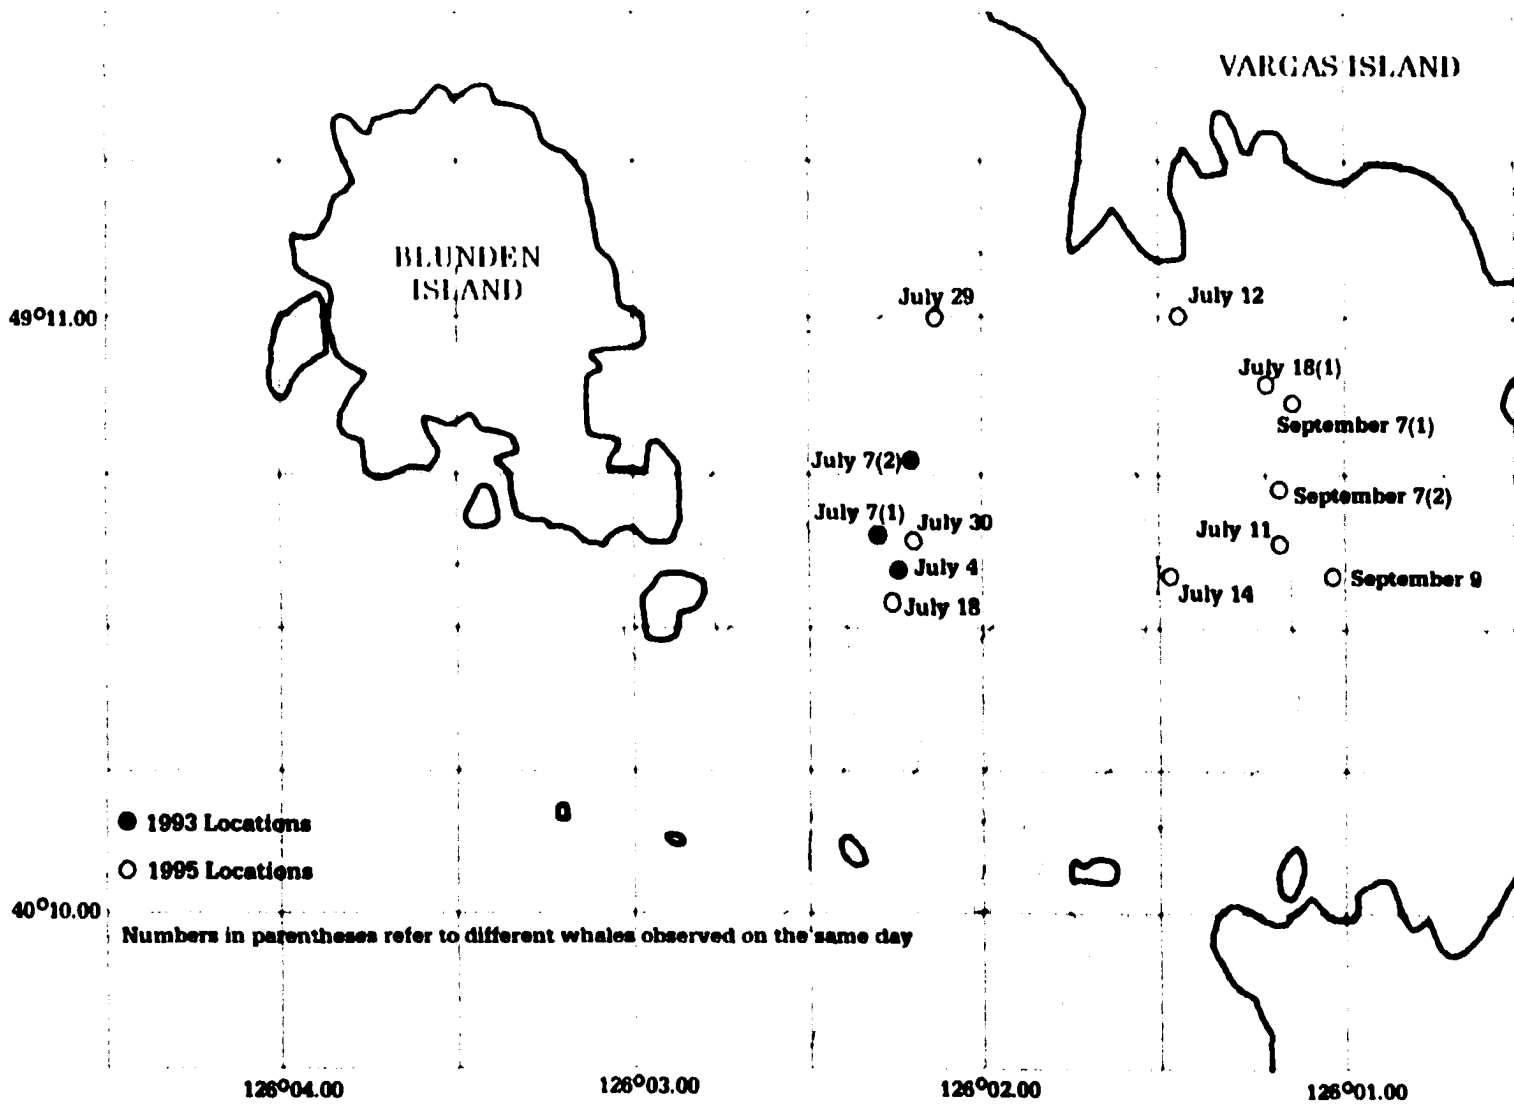 VARGAS ISLAND
BLUNDEN
ISLAND
July 29
July 12
49°11.00
July 18(1)
September 7(1)
July 7(2)
September 7(2)
July 7(1)
July 30
July 11
July 4
September 9
July 14
July 18
1993 Locations
1995 Locations
40°10.00
Numbers in parentheses refer to different whales observed on the same day
126°04.00
126°03.00
126°02.00
126°01.00